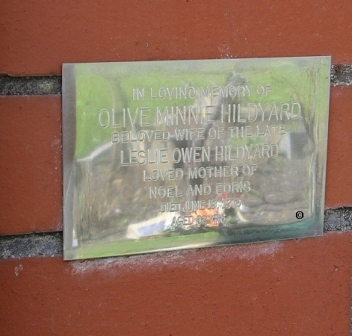 IN LOVING MEMORY OF
OLIVE MINNIE HILDYARD
BELOVED WIFE OF THE LATE
LESLIE OWEN HILDYARD
LOVED MOTHER OF
NOEL AND
AGED